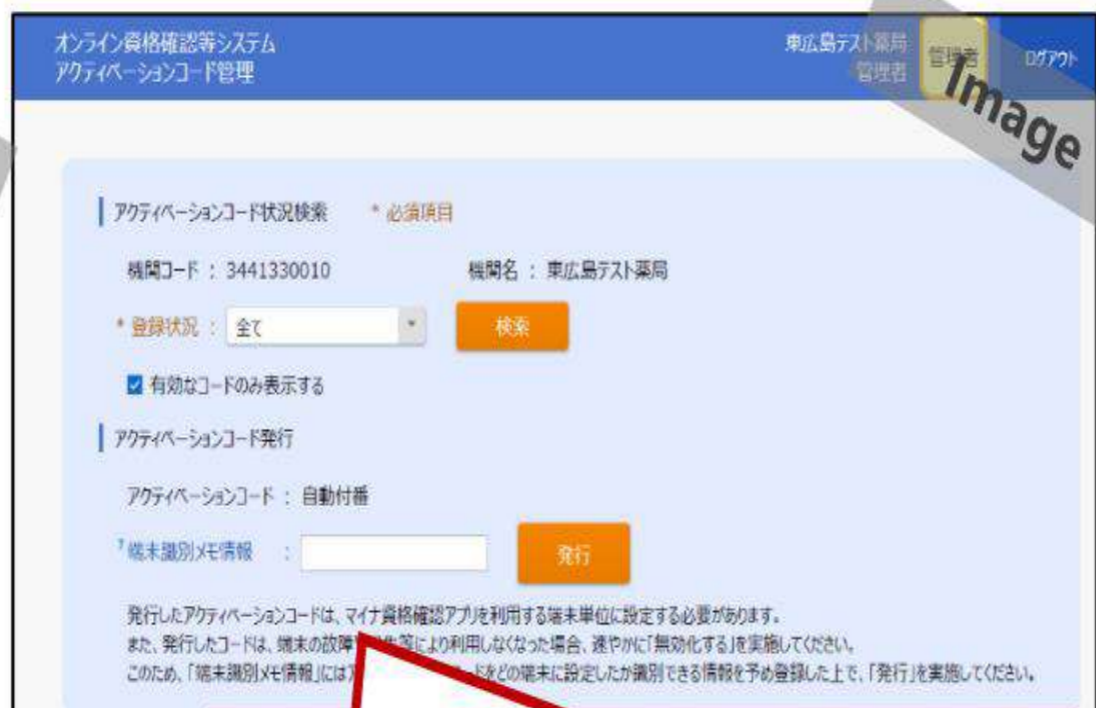 オンライン資格確認等システム
アクティベーションコード管理
東広島テスト薬局
管理者
管理者
ログアウト
Image
アクティベーションコード状況検索 * 必須項目
機関コード : 3441330010 機関名 : 東広島テスト薬局
* 登録状況 : 全て 検索
有効なコードのみ表示する
アクティベーションコード発行
アクティベーションコード : 自動付番
? 端末識別メモ情報 : 発行
発行したアクティベーションコードは、マイナ資格確認アプリを利用する端末単位に設定する必要があります。
また、発行したコードは、端末の故障 等により利用しなくなった場合、速やかに「無効化する」を実施してください。
このため、「端末識別メモ情報」にはア ードをどの端末に設定したか識別できる情報を予め登録した上で、「発行」を実施してください。